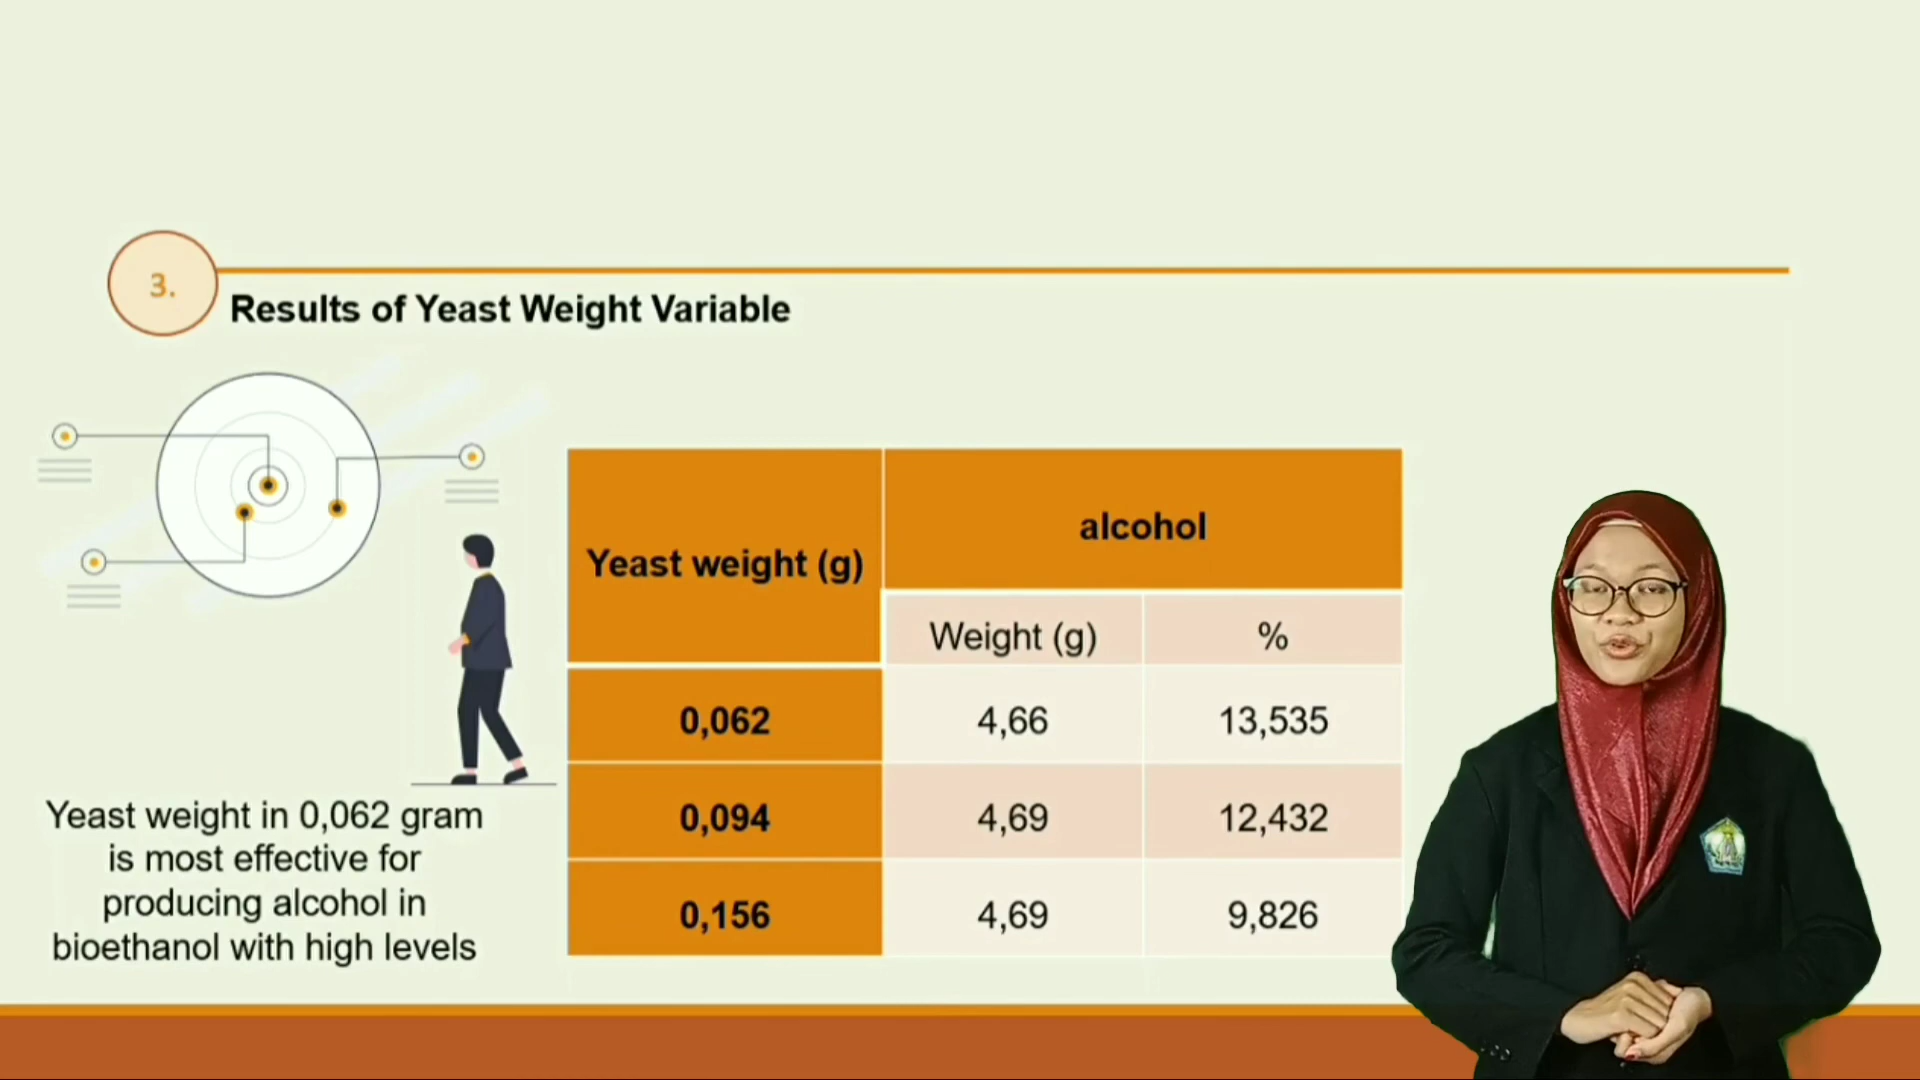 3.
Results of Yeast Weight Variable
Yeast weight (g)
alcohol
Weight (g)
%
0,062
4,66
13,535
0,094
4,69
12,432
0,156
4,69
9,826
Yeast weight in 0,062 gram
is most effective for
producing alcohol in
bioethanol with high levels